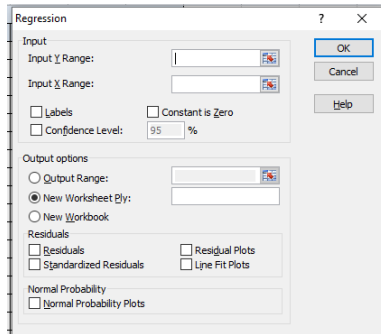 Regression ? X
Input
Input Y Range:
OK
Input X Range:
Cancel
Labels Constant is Zero
Help
Confidence Level: 95 %
Output options
Output Range:
New Worksheet Ply:
New Workbook
Residuals
Residuals Residual Plots
Standardized Residuals Line Fit Plots
Normal Probability
Normal Probability Plots